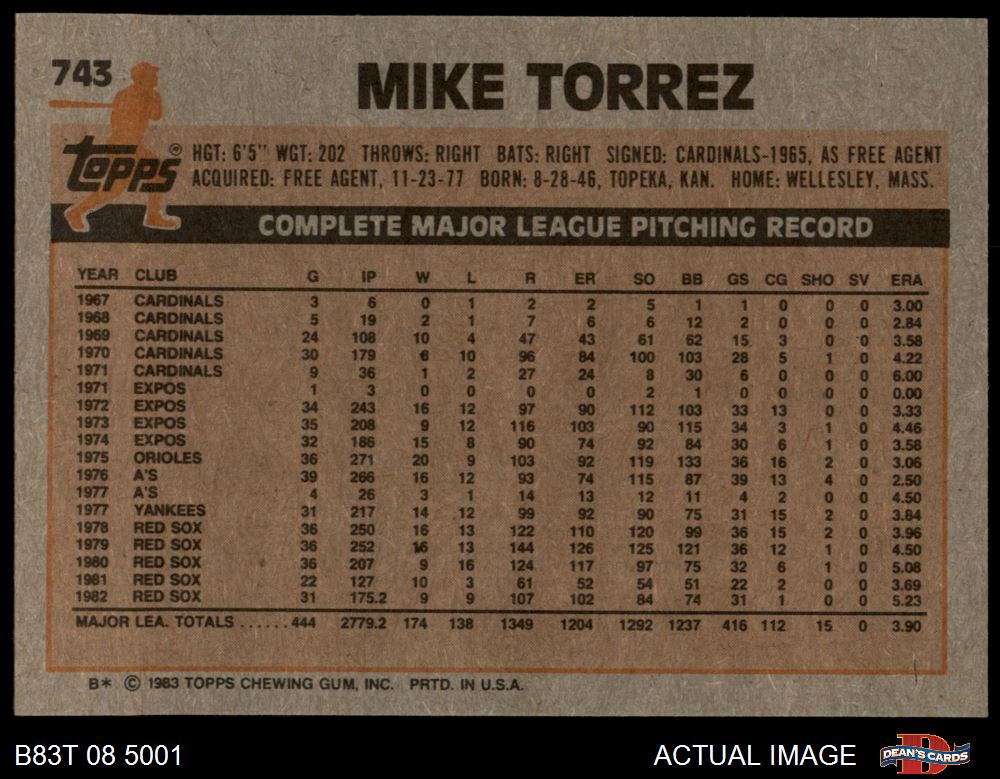 743
MIKE TORREZ
TOPPS®
HGT: 6'5" WGT: 202 THROWS: RIGHT BATS: RIGHT SIGNED: CARDINALS-1965, AS FREE AGENT
ACQUIRED: FREE AGENT, 11-23-77 BORN: 8-28-46, TOPEKA, KAN. HOME: WELLESLEY, MASS.
COMPLETE MAJOR LEAGUE PITCHING RECORD
YEAR CLUB G IP W L R ER SO BB GS CG SHO SV ERA
1967 CARDINALS 3 6 0 1 2 2 5 1 1 0 0 0 3.00
1968 CARDINALS 5 19 2 1 7 6 6 12 2 0 0 0 2.84
1969 CARDINALS 24 108 10 4 47 43 61 62 15 3 0 0 3.58
1970 CARDINALS 30 179 6 10 96 84 100 103 28 5 1 0 4.22
1971 CARDINALS 9 36 1 2 27 24 8 30 6 0 0 0 6.00
1971 EXPOS 1 3 0 0 0 0 2 1 0 0 0 0 0.00
1972 EXPOS 34 243 16 12 97 90 112 103 33 13 0 0 3.33
1973 EXPOS 35 208 9 12 116 103 90 115 34 3 1 0 4.46
1974 EXPOS 32 186 15 8 90 74 92 84 30 6 1 0 3.58
1975 ORIOLES 36 271 20 9 103 92 119 133 36 16 2 0 3.06
1976 A'S 39 266 16 12 93 74 115 87 39 13 4 0 2.50
1977 A'S 4 26 3 1 14 13 12 11 4 2 0 0 4.50
1977 YANKEES 31 217 14 12 99 92 90 75 31 15 2 0 3.84
1978 RED SOX 36 250 16 13 122 110 120 99 36 15 2 0 3.96
1979 RED SOX 36 252 16 13 144 126 125 121 36 12 1 0 4.50
1980 RED SOX 36 207 9 16 124 117 97 75 32 6 1 0 5.08
1981 RED SOX 22 127 10 3 61 52 54 51 22 2 0 0 3.69
1982 RED SOX 31 175.2 9 9 107 102 84 74 31 1 0 0 5.23
MAJOR LEA. TOTALS ......444 2779.2 174 138 1349 1204 1292 1237 416 112 15 0 3.90
B* © 1983 TOPPS CHEWING GUM, INC. PRTD. IN U.S.A.
B83T 08 5001 ACTUAL IMAGE DEAN'S CARDS